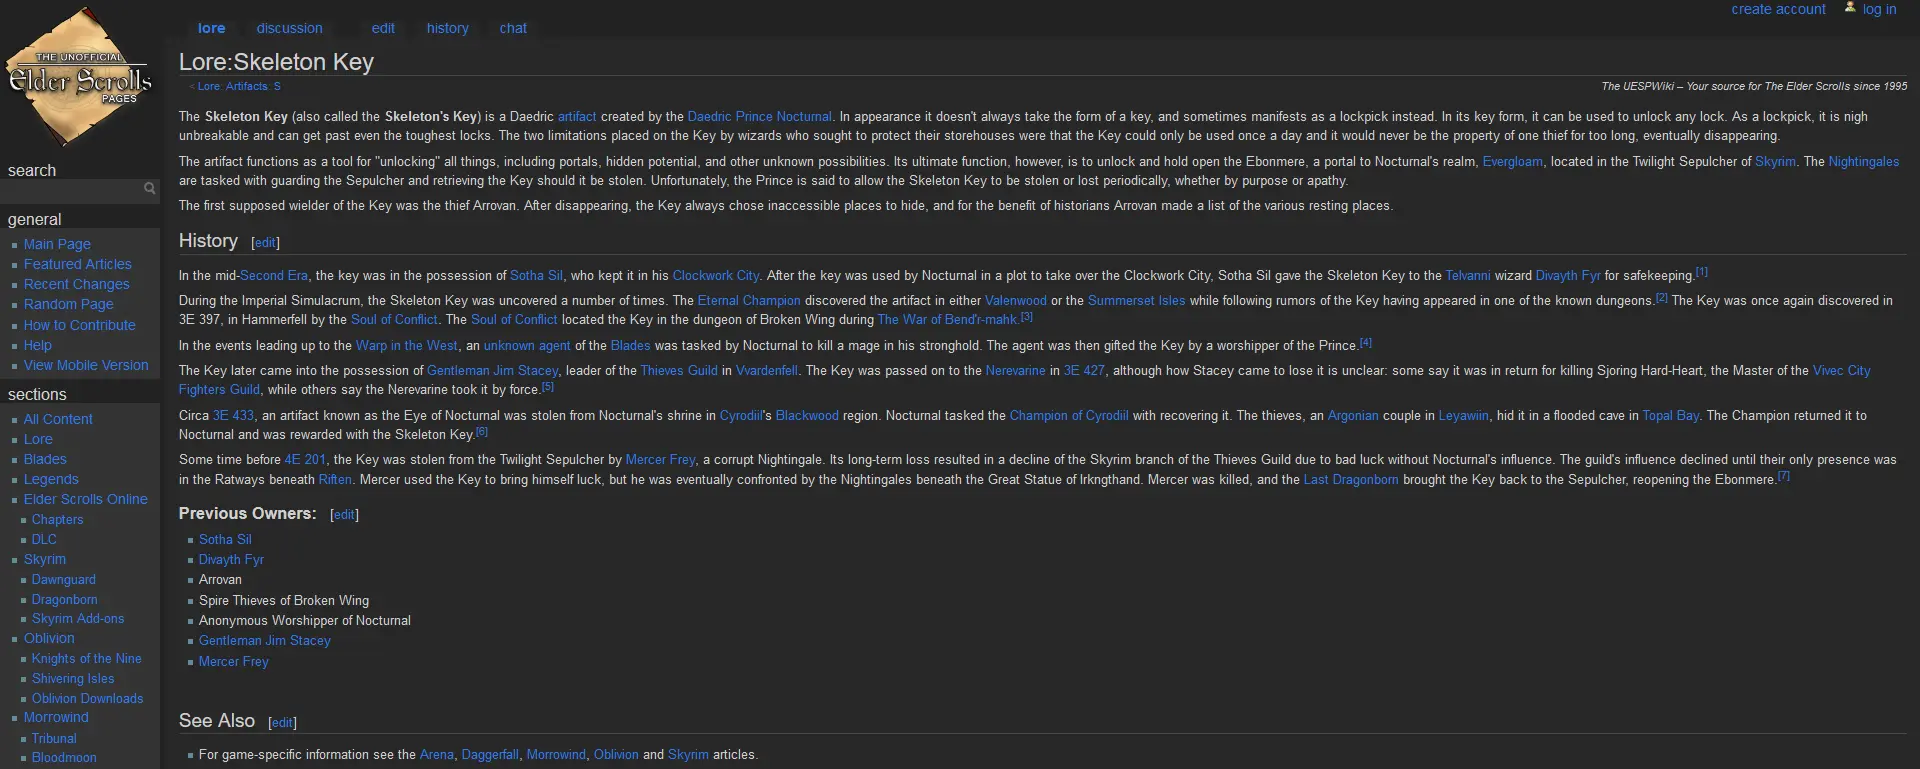 create account log in
lore discussion edit history chat
THE UNOFFICIAL
Elder Scrolls
PAGES
Lore:Skeleton Key
< Lore: Artifacts: S
The UESPWiki – Your source for The Elder Scrolls since 1995
The Skeleton Key (also called the Skeleton's Key) is a Daedric artifact created by the Daedric Prince Nocturnal. In appearance it doesn't always take the form of a key, and sometimes manifests as a lockpick instead. In its key form, it can be used to unlock any lock. As a lockpick, it is nigh
unbreakable and can get past even the toughest locks. The two limitations placed on the Key by wizards who sought to protect their storehouses were that the Key could only be used once a day and it would never be the property of one thief for too long, eventually disappearing.
The artifact functions as a tool for "unlocking" all things, including portals, hidden potential, and other unknown possibilities. Its ultimate function, however, is to unlock and hold open the Ebonmere, a portal to Nocturnal's realm, Evergloam, located in the Twilight Sepulcher of Skyrim. The Nightingales
are tasked with guarding the Sepulcher and retrieving the Key should it be stolen. Unfortunately, the Prince is said to allow the Skeleton Key to be stolen or lost periodically, whether by purpose or apathy.
The first supposed wielder of the Key was the thief Arrovan. After disappearing, the Key always chose inaccessible places to hide, and for the benefit of historians Arrovan made a list of the various resting places.
History [edit]
In the mid-Second Era, the key was in the possession of Sotha Sil, who kept it in his Clockwork City. After the key was used by Nocturnal in a plot to take over the Clockwork City, Sotha Sil gave the Skeleton Key to the Telvanni wizard Divayth Fyr for safekeeping.[1]
During the Imperial Simulacrum, the Skeleton Key was uncovered a number of times. The Eternal Champion discovered the artifact in either Valenwood or the Summerset Isles while following rumors of the Key having appeared in one of the known dungeons.[2] The Key was once again discovered in
3E 397, in Hammerfell by the Soul of Conflict. The Soul of Conflict located the Key in the dungeon of Broken Wing during The War of Bend'r-mahk.[3]
In the events leading up to the Warp in the West, an unknown agent of the Blades was tasked by Nocturnal to kill a mage in his stronghold. The agent was then gifted the Key by a worshipper of the Prince.[4]
The Key later came into the possession of Gentleman Jim Stacey, leader of the Thieves Guild in Vvardenfell. The Key was passed on to the Nerevarine in 3E 427, although how Stacey came to lose it is unclear: some say it was in return for killing Sjoring Hard-Heart, the Master of the Vivec City
Fighters Guild, while others say the Nerevarine took it by force.[5]
Circa 3E 433, an artifact known as the Eye of Nocturnal was stolen from Nocturnal's shrine in Cyrodiil's Blackwood region. Nocturnal tasked the Champion of Cyrodiil with recovering it. The thieves, an Argonian couple in Leyawiin, hid it in a flooded cave in Topal Bay. The Champion returned it to
Nocturnal and was rewarded with the Skeleton Key.[6]
Some time before 4E 201, the Key was stolen from the Twilight Sepulcher by Mercer Frey, a corrupt Nightingale. Its long-term loss resulted in a decline of the Skyrim branch of the Thieves Guild due to bad luck without Nocturnal's influence. The guild's influence declined until their only presence was
in the Ratways beneath Riften. Mercer used the Key to bring himself luck, but he was eventually confronted by the Nightingales beneath the Great Statue of Irkngthand. Mercer was killed, and the Last Dragonborn brought the Key back to the Sepulcher, reopening the Ebonmere.[7]
Previous Owners: [edit]
Sotha Sil
Divayth Fyr
Arrovan
Spire Thieves of Broken Wing
Anonymous Worshipper of Nocturnal
Gentleman Jim Stacey
Mercer Frey
See Also [edit]
For game-specific information see the Arena, Daggerfall, Morrowind, Oblivion and Skyrim articles.
search
general
Main Page
Featured Articles
Recent Changes
Random Page
How to Contribute
Help
View Mobile Version
sections
All Content
Lore
Blades
Legends
Elder Scrolls Online
Chapters
DLC
Skyrim
Dawnguard
Dragonborn
Skyrim Add-ons
Oblivion
Knights of the Nine
Shivering Isles
Oblivion Downloads
Morrowind
Tribunal
Bloodmoon